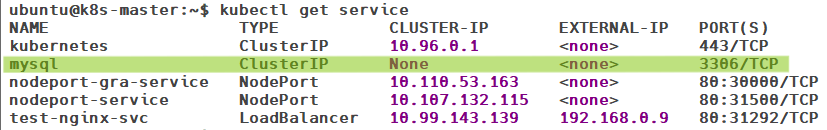 ubuntu@k8s-master:~$ kubectl get service
NAME TYPE CLUSTER-IP EXTERNAL-IP PORT(S)
kubernetes ClusterIP 10.96.0.1 <none> 443/TCP
mysql ClusterIP None <none> 3306/TCP
nodeport-gra-service NodePort 10.110.53.163 <none> 80:30000/TCP
nodeport-service NodePort 10.107.132.115 <none> 80:31500/TCP
test-nginx-svc LoadBalancer 10.99.143.139 192.168.0.9 80:31292/TCP